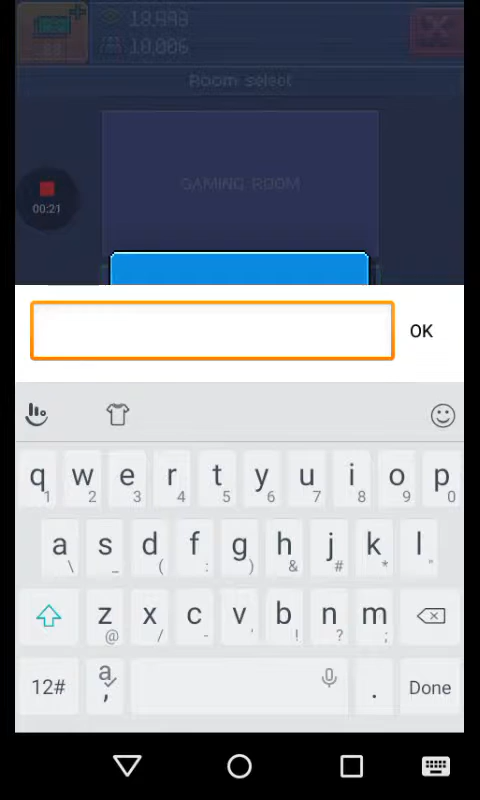 18,998
10,006
Room select
GAMING ROOM
00:21
OK
q w e r t y u i o p
1 2 3 4 5 6 7 8 9 0
a s d f g h j k l
\ _ ( : ) & # * "
z x c v b n m
@ / - ' ! ? ;
12# a , . Done